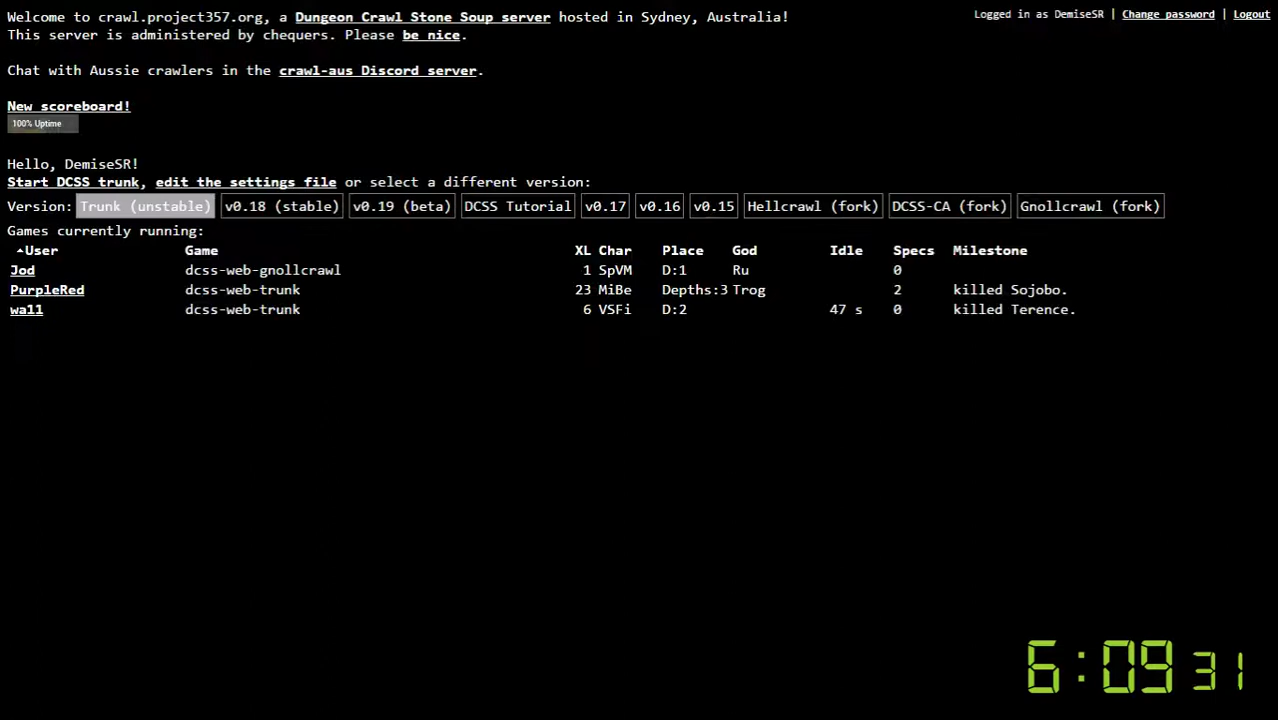 Welcome to crawl.project357.org, a Dungeon Crawl Stone Soup server hosted in Sydney, Australia!
Logged in as DemiseSR | Change password | Logout
This server is administered by chequers. Please be nice.
Chat with Aussie crawlers in the crawl-aus Discord server.
New scoreboard!
100% Uptime
Hello, DemiseSR!
Start DCSS trunk, edit the settings file or select a different version:
Version: Trunk (unstable) v0.18 (stable) v0.19 (beta) DCSS Tutorial v0.17 v0.16 v0.15 Hellcrawl (fork) DCSS-CA (fork) Gnollcrawl (fork)
Games currently running:
User Game XL Char Place God Idle Specs Milestone
Jod dcss-web-gnollcrawl 1 SpVM D:1 Ru 0
PurpleRed dcss-web-trunk 23 MiBe Depths:3 Trog 2 killed Sojobo.
wall dcss-web-trunk 6 VSFi D:2 47 s 0 killed Terence.
6:09 31